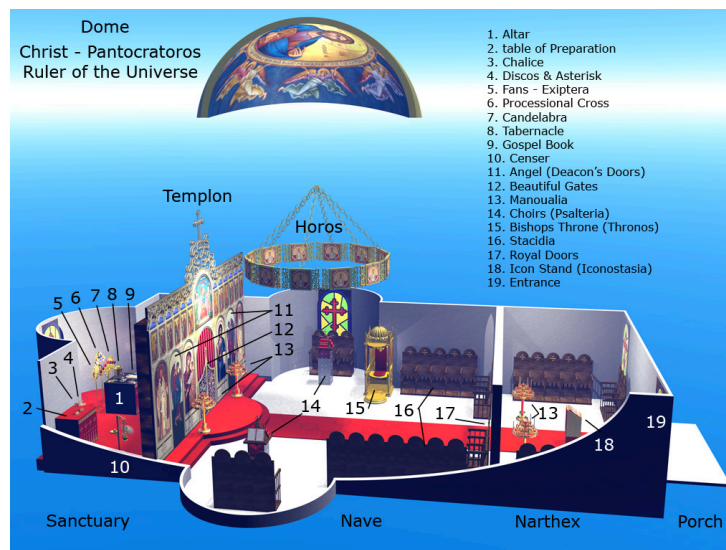 Dome
Christ - Pantocratoros
Ruler of the Universe
1. Altar
2. table of Preparation
3. Chalice
4. Discos & Asterisk
5. Fans - Exiptera
6. Processional Cross
7. Candelabra
8. Tabernacle
9. Gospel Book
10. Censer
11. Angel (Deacon's Doors)
12. Beautiful Gates
13. Manoualia
14. Choirs (Psalteria)
15. Bishops Throne (Thronos)
16. Stacidia
17. Royal Doors
18. Icon Stand (Iconostasia)
19. Entrance
Templon
Horos
5 6 7 8 9
11
12
13
3 4
2
1
14
15
16
17
13
18
19
10
Sanctuary
Nave
Narthex
Porch